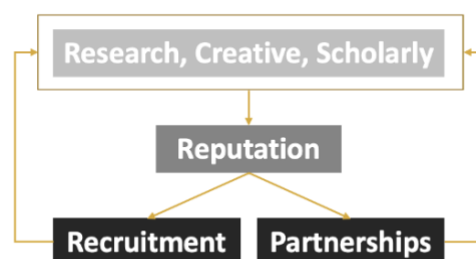 Research, Creative, Scholarly
Reputation
Recruitment
Partnerships